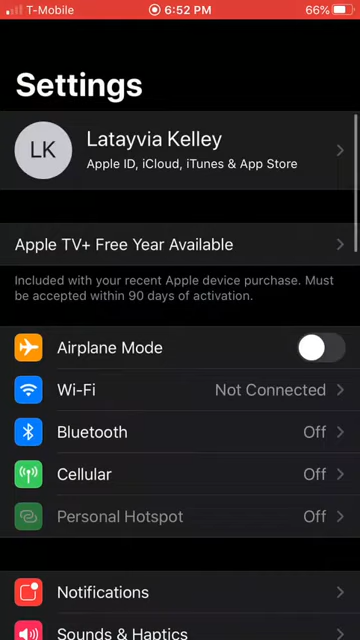 T-Mobile 6:52 PM 66%
Settings
LK
Latayvia Kelley
Apple ID, iCloud, iTunes & App Store
Apple TV+ Free Year Available
Included with your recent Apple device purchase. Must
be accepted within 90 days of activation.
Airplane Mode
Wi-Fi Not Connected
Bluetooth Off
Cellular Off
Personal Hotspot Off
Notifications
Sounds & Haptics